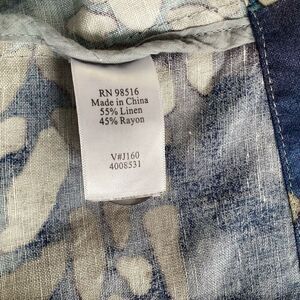 RN 98516
Made in China
55% Linen
45% Rayon
V#J160
4008531